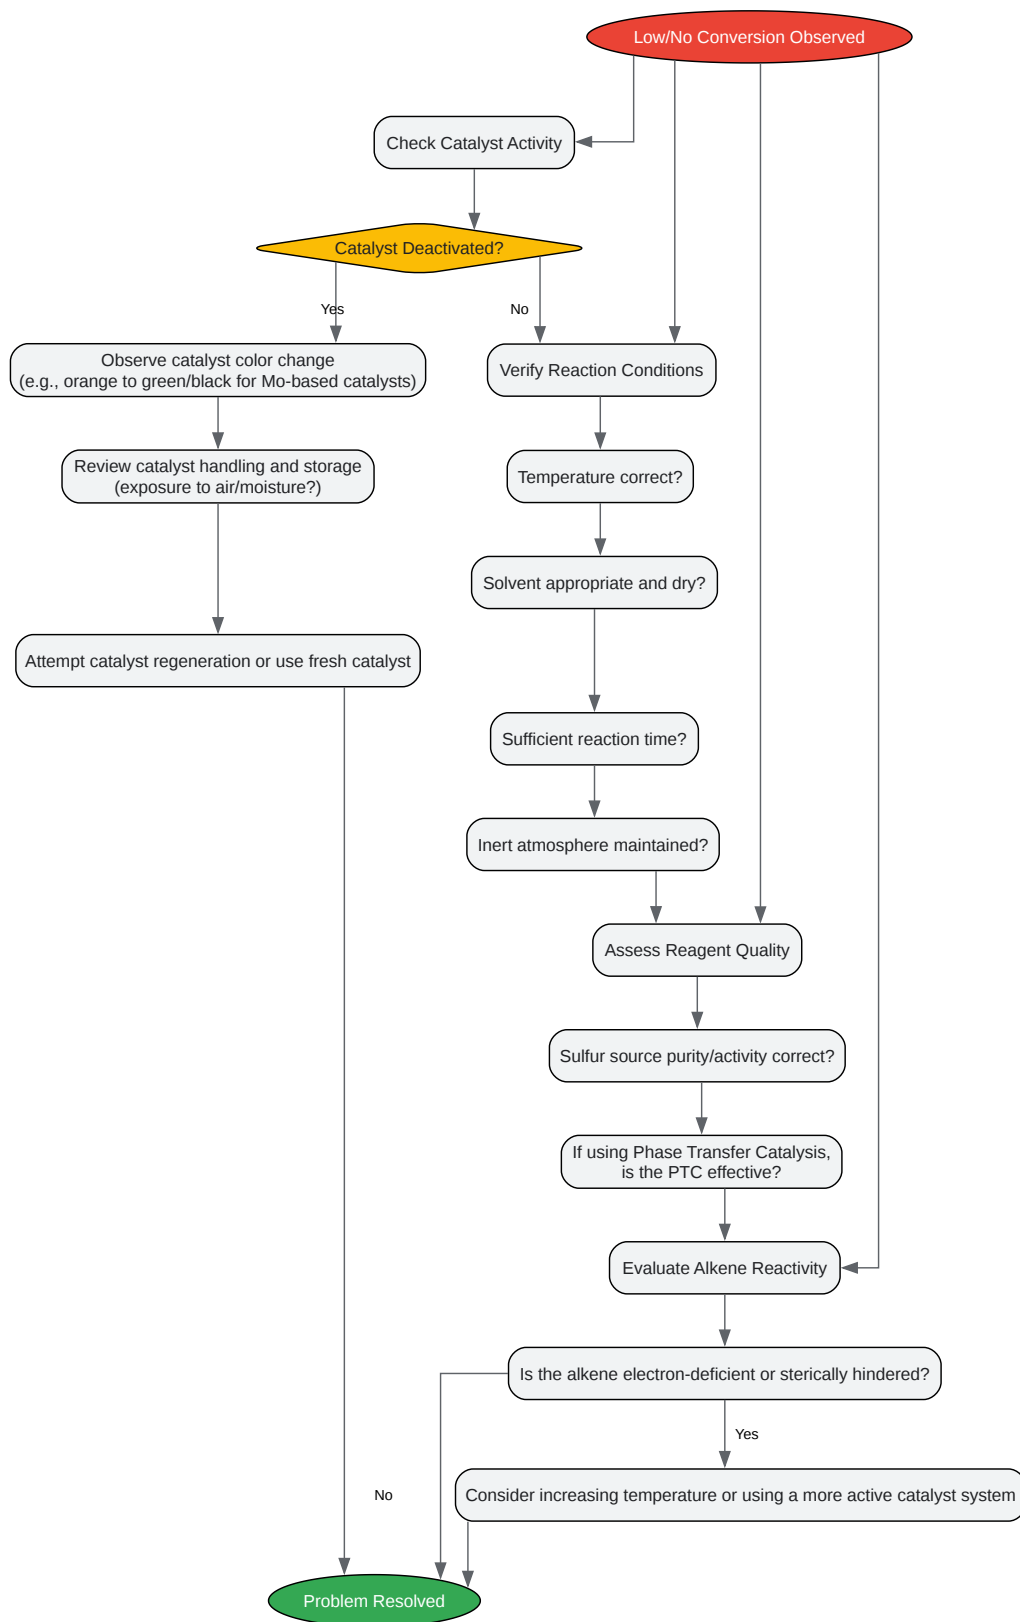 Low/No Conversion Observed
Check Catalyst Activity
Catalyst Deactivated?
Yes
No
Observe catalyst color change
(e.g., orange to green/black for Mo-based catalysts)
Verify Reaction Conditions
Review catalyst handling and storage
(exposure to air/moisture?)
Temperature correct?
Solvent appropriate and dry?
Attempt catalyst regeneration or use fresh catalyst
Sufficient reaction time?
Inert atmosphere maintained?
Assess Reagent Quality
Sulfur source purity/activity correct?
If using Phase Transfer Catalysis,
is the PTC effective?
Evaluate Alkene Reactivity
Is the alkene electron-deficient or sterically hindered?
Yes
No
Consider increasing temperature or using a more active catalyst system
Problem Resolved